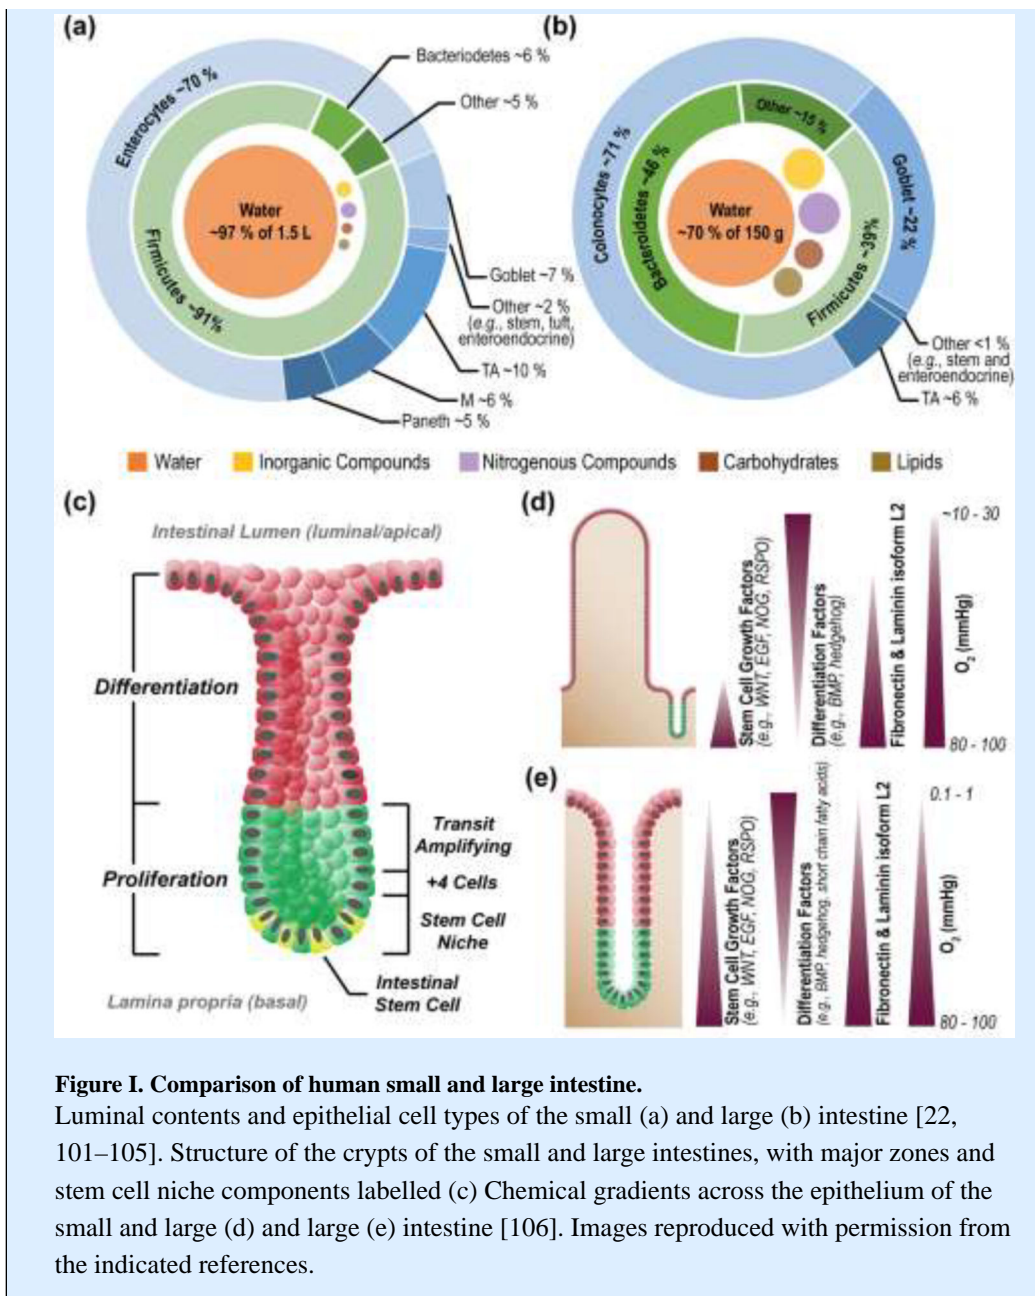 (a)
Bacteriodetes ~6 %
Other ~5 %
Enterocytes ~70 %
Firmicutes ~91%
Water
~97 % of 1.5 L
Goblet ~7 %
Other ~2 %
(e.g., stem, tuft,
enteroendocrine)
TA ~10 %
M ~6 %
Paneth ~5 %
(b)
Other ~15 %
Colonocytes ~71 %
Bacteroidetes ~46 %
Water
~70 % of 150 g
Goblet ~22 %
Firmicutes ~39%
Other <1 %
(e.g., stem and
enteroendocrine)
TA ~6 %
Water
Inorganic Compounds
Nitrogenous Compounds
Carbohydrates
Lipids
(c)
Intestinal Lumen (luminal/apical)
Differentiation
Proliferation
Transit
Amplifying
+4 Cells
Stem Cell
Niche
Intestinal
Stem Cell
Lamina propria (basal)
(d)
Stem Cell Growth Factors
(e.g., WNT, EGF, NOG, RSPO)
Differentiation Factors
(e.g., BMP, hedgehog)
Fibronectin & Laminin isoform L2
O2 (mmHg)
~10 - 30
80 - 100
(e)
Stem Cell Growth Factors
(e.g., WNT, EGF, NOG, RSPO)
Differentiation Factors
(e.g., BMP, hedgehog, short chain fatty acids)
Fibronectin & Laminin isoform L2
O2 (mmHg)
0.1 - 1
80 - 100
Figure I. Comparison of human small and large intestine.
Luminal contents and epithelial cell types of the small (a) and large (b) intestine [22,
101–105]. Structure of the crypts of the small and large intestines, with major zones and
stem cell niche components labelled (c) Chemical gradients across the epithelium of the
small and large (d) and large (e) intestine [106]. Images reproduced with permission from
the indicated references.